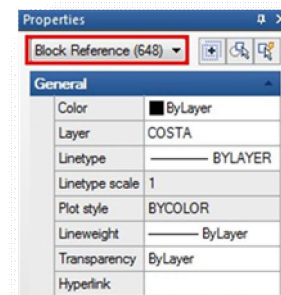 Properties
Block Reference (648)
General
Color ByLayer
Layer COSTA
Linetype BYLAYER
Linetype scale 1
Plot style BYCOLOR
Lineweight ByLayer
Transparency ByLayer
Hyperlink